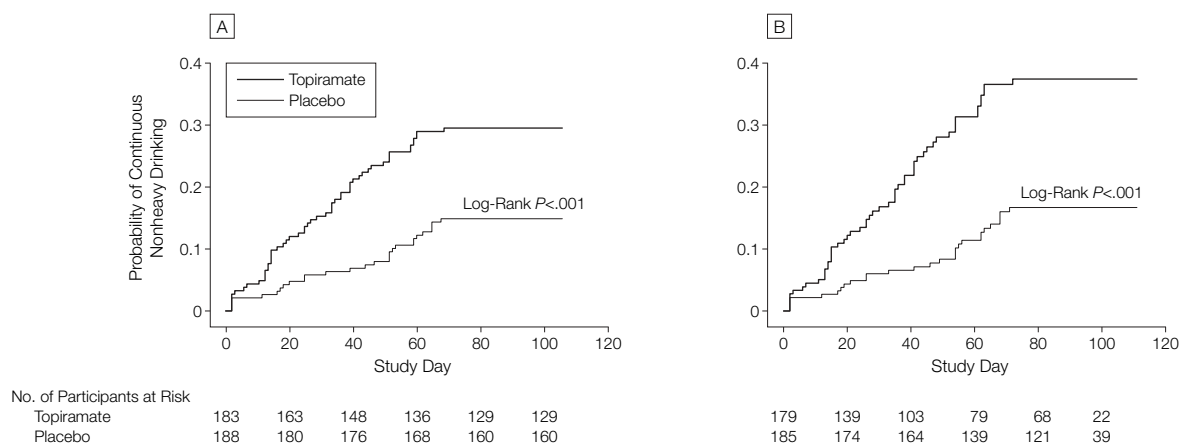 A
B
Probability of Continuous
Nonheavy Drinking
0.4
0.3
0.2
0.1
0
Topiramate
Placebo
Log-Rank P<.001
0 20 40 60 80 100 120
Study Day
0.4
0.3
0.2
0.1
0
Log-Rank P<.001
0 20 40 60 80 100 120
Study Day
No. of Participants at Risk
Topiramate 183 163 148 136 129 129 179 139 103 79 68 22
Placebo 188 180 176 168 160 160 185 174 164 139 121 39